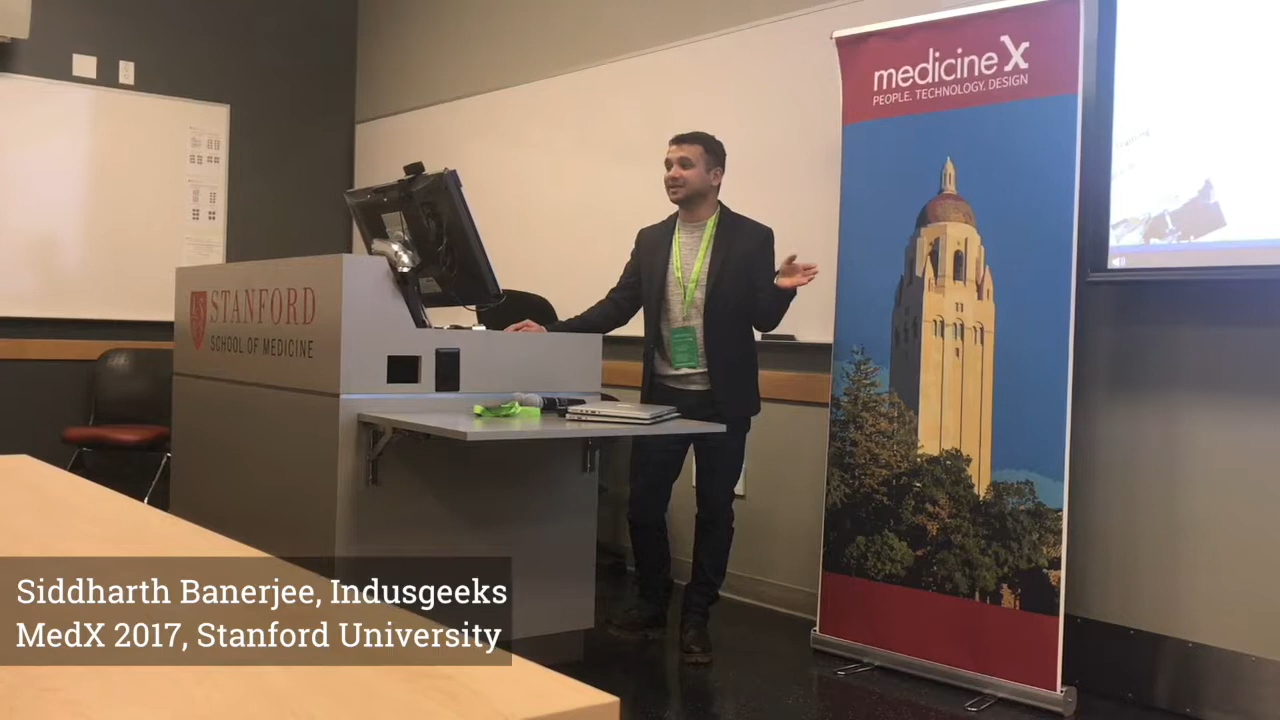 medicine X
PEOPLE. TECHNOLOGY. DESIGN
STANFORD
SCHOOL OF MEDICINE
Siddharth Banerjee, Indusgeeks
MedX 2017, Stanford University